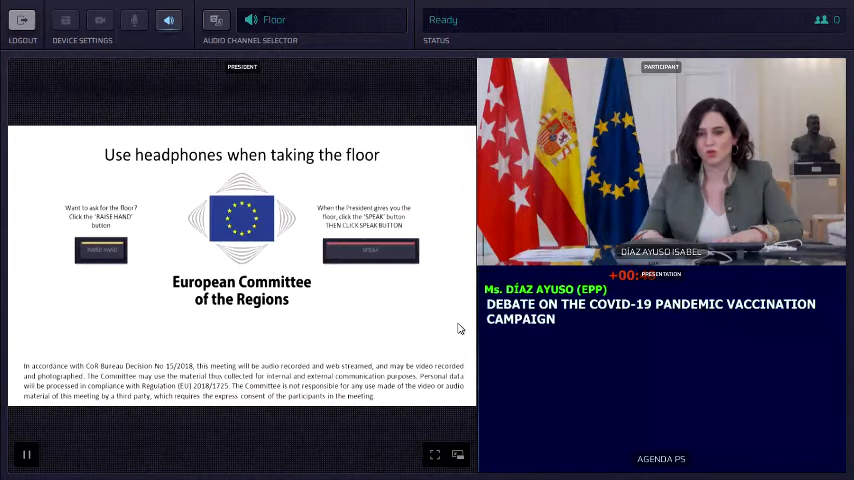 LOGOUT
DEVICE SETTINGS
Floor
AUDIO CHANNEL SELECTOR
Ready
0
STATUS
PRESIDENT
Use headphones when taking the floor
Want to ask for the floor?
Click the 'RAISE HAND'
button
RAISE HAND
When the President gives you the
floor, click the 'SPEAK' button
THEN CLICK SPEAK BUTTON
SPEAK
European Committee
of the Regions
In accordance with CoR Bureau Decision No 15/2018, this meeting will be audio recorded and web streamed, and may be video recorded
and photographed. The Committee may use the material thus collected for internal and external communication purposes. Personal data
will be processed in compliance with Regulation (EU) 2018/1725. The Committee is not responsible for any use made of the video or audio
material of this meeting by a third party, which requires the express consent of the participants in the meeting.
PARTICIPANT
DÍAZ AYUSO ISABEL
PRESENTATION
Ms. DÍAZ AYUSO (EPP)
DEBATE ON THE COVID-19 PANDEMIC VACCINATION
CAMPAIGN
AGENDA PS